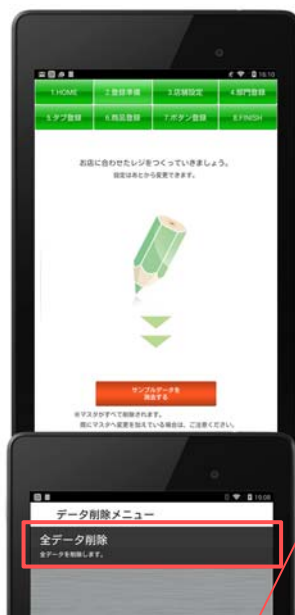 16:10
1.HOME
2.登録準備
3.店舗設定
4.部門登録
5.タブ登録
6.商品登録
7.ボタン登録
8.FINISH
お店に合わせたレジをつくっていきましょう。
設定はあとから変更できます。
サンプルデータを
測定する
※マスタがすべて削除されます。
既にマスタへ変更を加えている場合は、ご注意ください。
19:08
データ削除メニュー
全データ削除
全データを削除します。